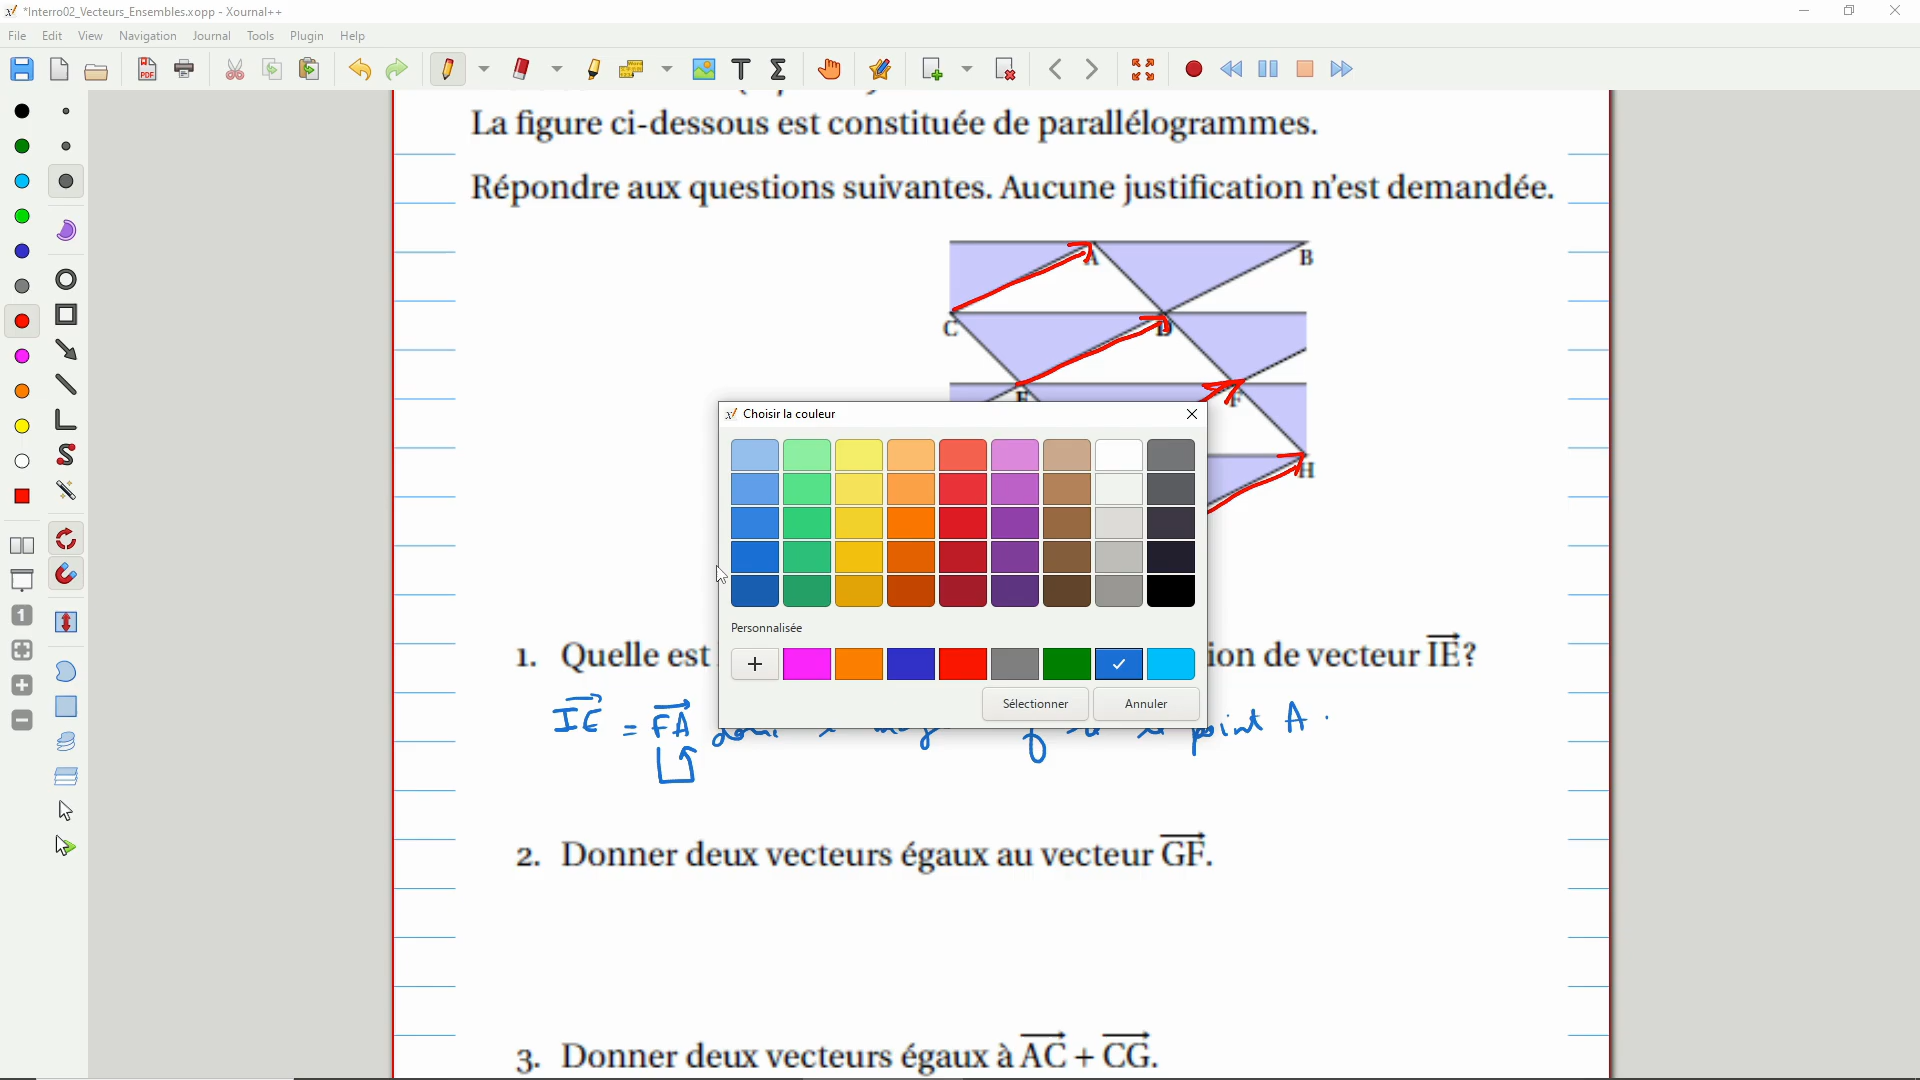 *Interro02_Vecteurs_Ensembles.xopp - Xournal++
File Edit View Navigation Journal Tools Plugin Help
La figure ci-dessous est constituée de parallélogrammes.
Répondre aux questions suivantes. Aucune justification n'est demandée.
A B
C D
E F
H
Choisir la couleur
Personnalisée
Sélectionner Annuler
1. Quelle est ion de vecteur IE?
IE = FA point A.
2. Donner deux vecteurs égaux au vecteur GF.
3. Donner deux vecteurs égaux à AC + CG.